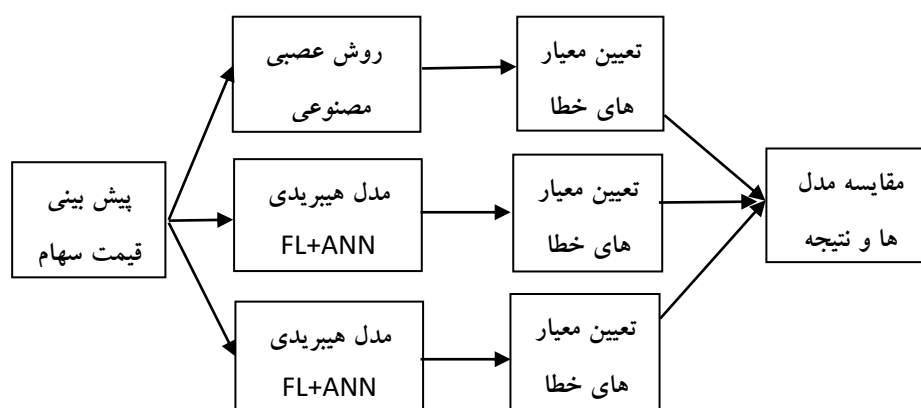 پیش بینی
قیمت سهام
روش عصبی
مصنوعی
تعیین معیار
های خطا
مدل هیبریدی
FL+ANN
تعیین معیار
های خطا
مدل هیبریدی
FL+ANN
تعیین معیار
های خطا
مقایسه مدل
ها و نتیجه